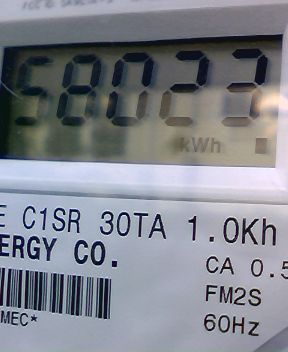 58023
kWh
E C1SR 30TA 1.0Kh
ERGY CO.
CA 0.5
FM2S
MEC*
60Hz